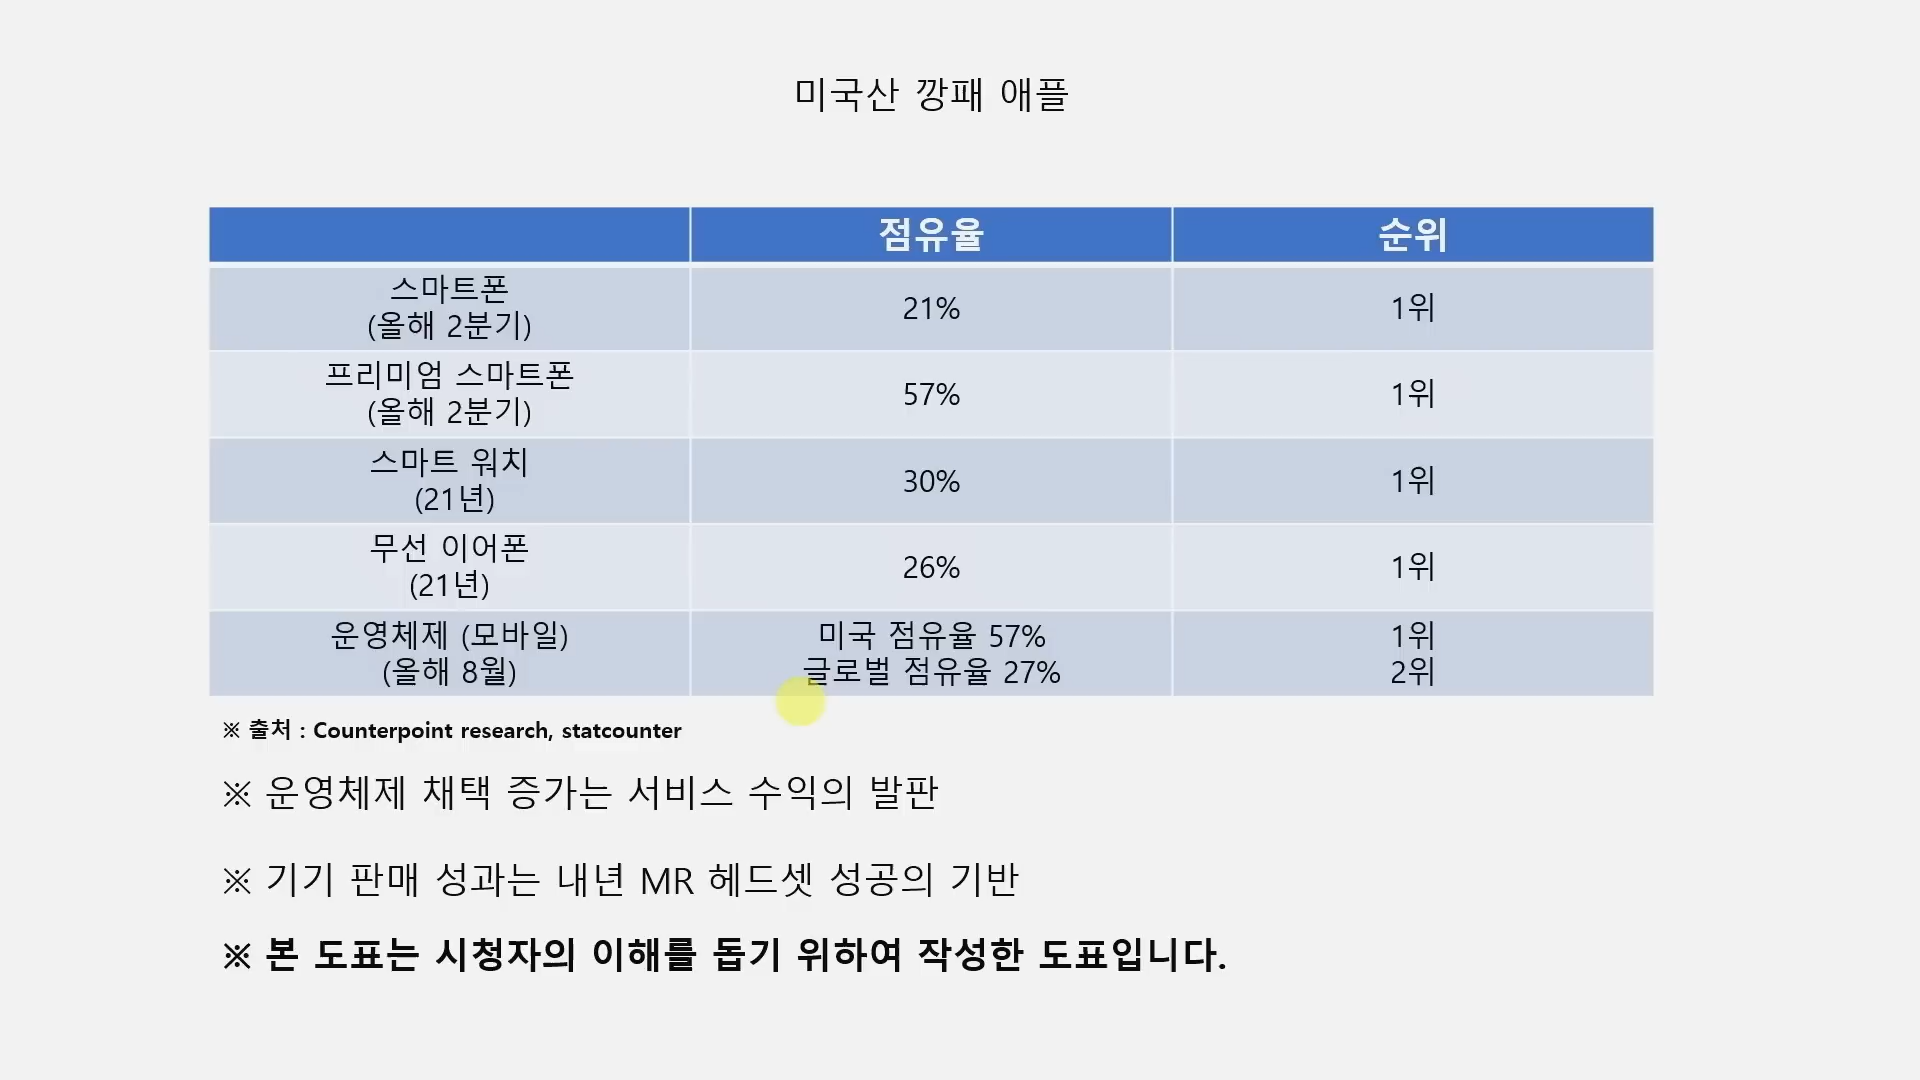 미국산 깡패 애플
점유율 순위
스마트폰
(올해 2분기)
21% 1위
프리미엄 스마트폰
(올해 2분기)
57% 1위
스마트 워치
(21년)
30% 1위
무선 이어폰
(21년)
26% 1위
운영체제 (모바일) 미국 점유율 57% 1위
(올해 8월) 글로벌 점유율 27% 2위
※ 출처 : Counterpoint research, statcounter
※ 운영체제 채택 증가는 서비스 수익의 발판
※ 기기 판매 성과는 내년 MR 헤드셋 성공의 기반
※ 본 도표는 시청자의 이해를 돕기 위하여 작성한 도표입니다.